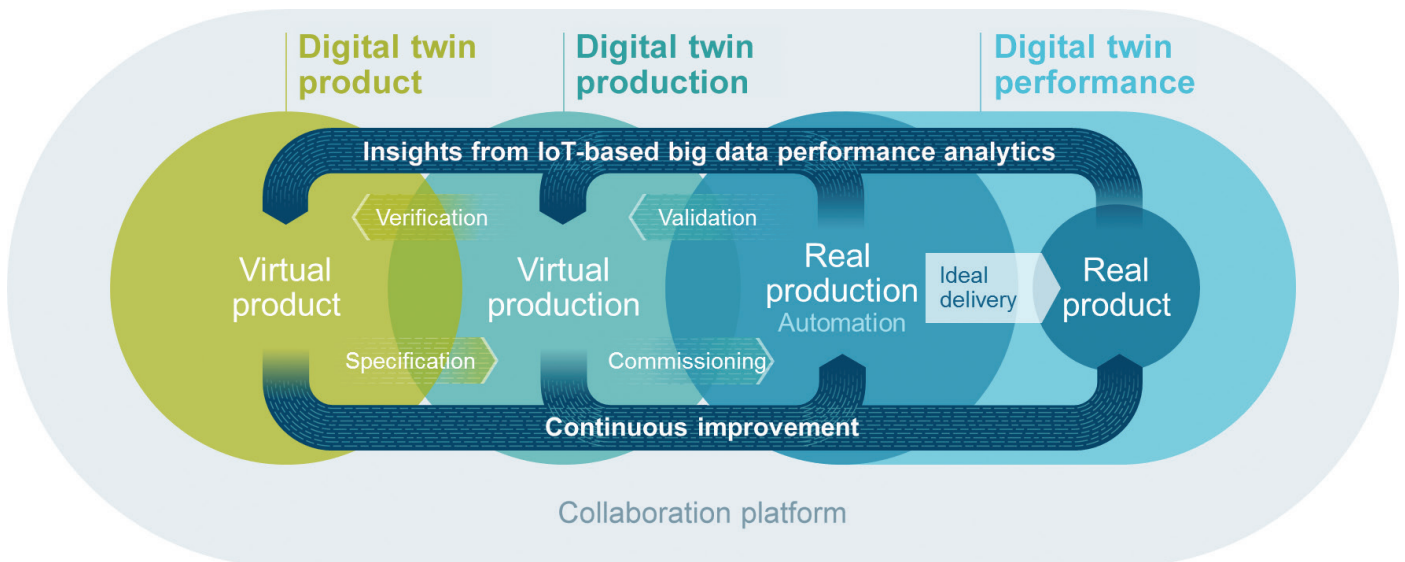 Digital twin
product
Digital twin
production
Digital twin
performance
Insights from IoT-based big data performance analytics
Verification
Validation
Virtual
product
Virtual
production
Real
production
Automation
Ideal
delivery
Real
product
Specification
Commissioning
Continuous improvement
Collaboration platform